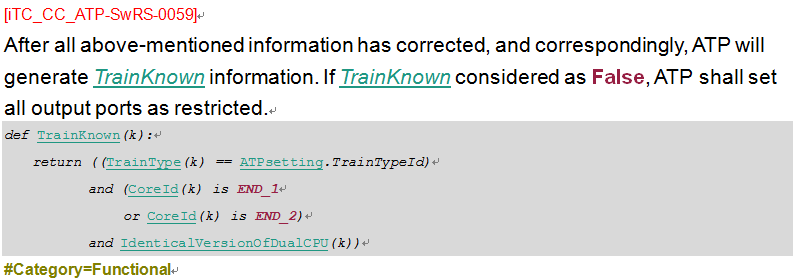 [iTC_CC_ATP-SwRS-0059]
After all above-mentioned information has corrected, and correspondingly, ATP will
generate TrainKnown information. If TrainKnown considered as False, ATP shall set
all output ports as restricted.
def TrainKnown(k):
return ((TrainType(k) == ATPsetting.TrainTypeId)
and (CoreId(k) is END_1
or CoreId(k) is END_2)
and IdenticalVersionOfDualCPU(k))
#Category=Functional